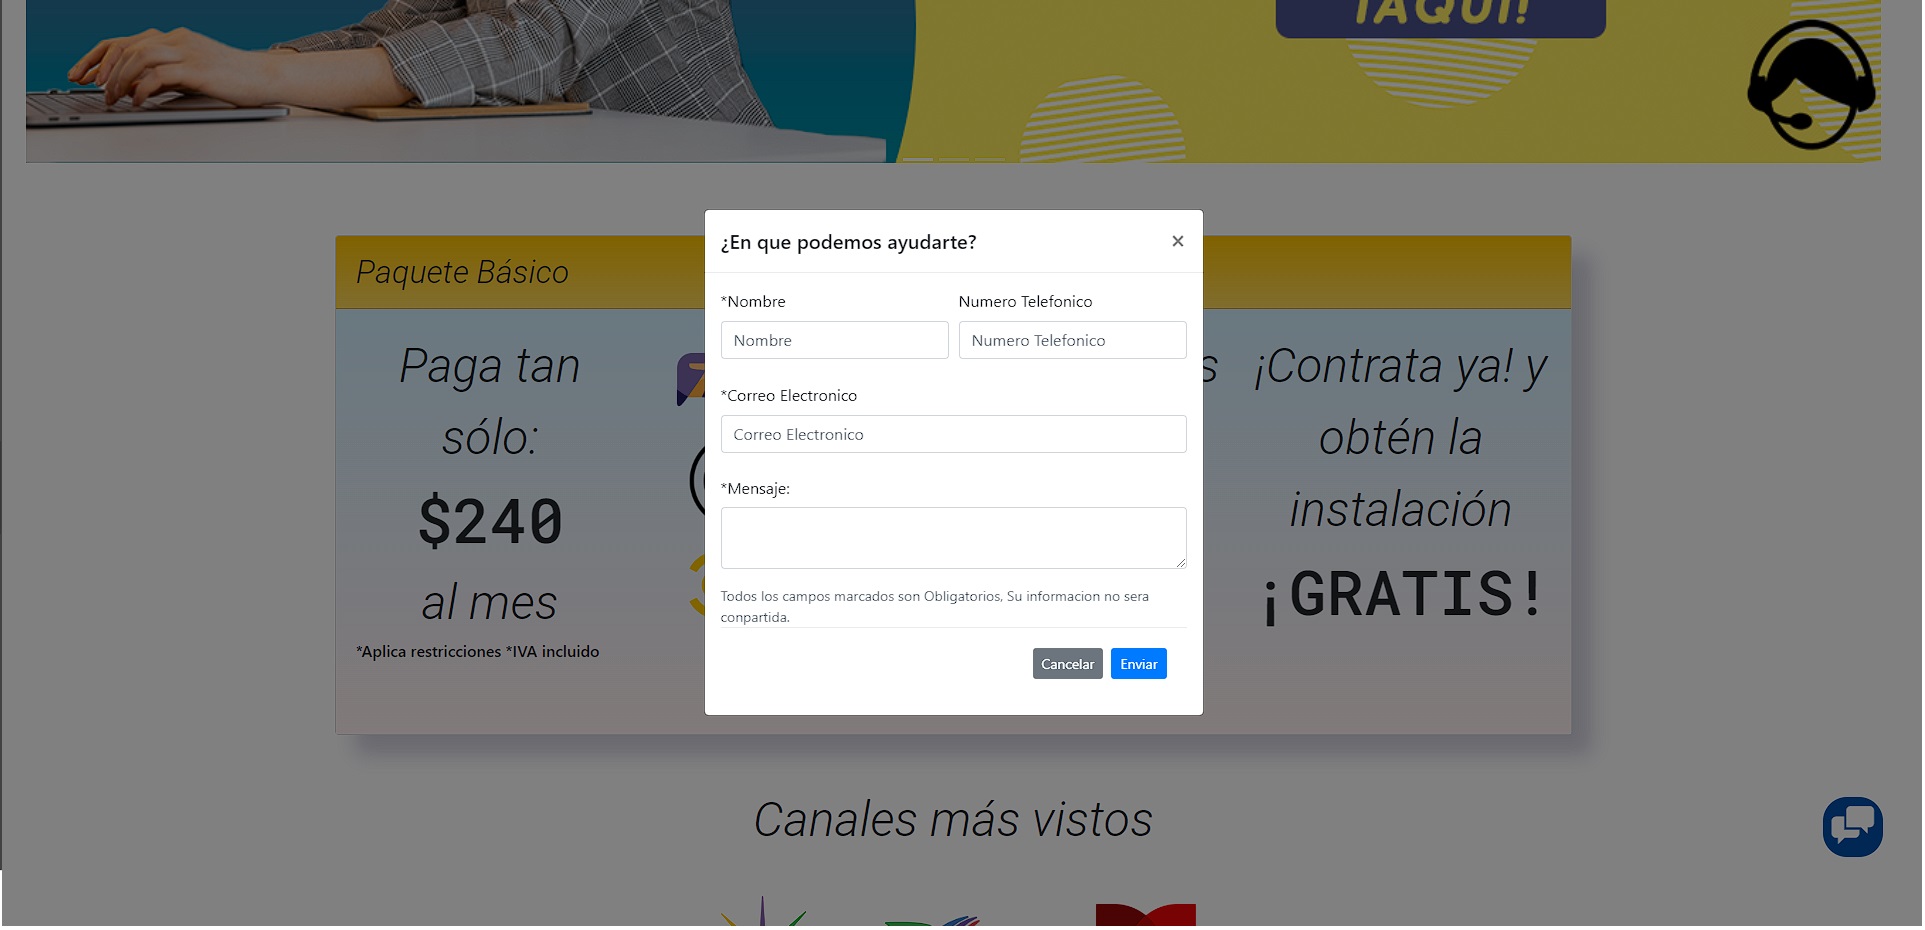 ¡AQUÍ!
¿En que podemos ayudarte?
×
*Nombre
Numero Telefonico
Nombre
Numero Telefonico
*Correo Electronico
Correo Electronico
*Mensaje:
Todos los campos marcados son Obligatorios, Su informacion no sera
conpartida.
Cancelar
Enviar
Paquete Básico
Paga tan
sólo:
$240
al mes
*Aplica restricciones *IVA incluido
¡Contrata ya! y
obtén la
instalación
¡GRATIS!
Canales más vistos